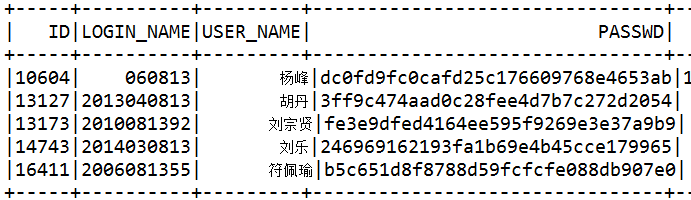 +-----+----------+---------+--------------------------------+
| ID|LOGIN_NAME|USER_NAME| PASSWD|
+-----+----------+---------+--------------------------------+
|10604| 060813| 杨峰|dc0fd9fc0cafd25c176609768e4653ab|1
|13127|2013040813| 胡丹|3ff9c474aad0c28fee4d7b7c272d2054|
|13173|2010081392| 刘宗贤|fe3e9dfed4164ee595f9269e3e37a9b9|
|14743|2014030813| 刘乐|246969162193fa1b69e4b45cce179965|
|16411|2006081355| 符佩瑜|b5c651d8f8788d59fcfcfe088db907e0|
+-----+----------+---------+--------------------------------+